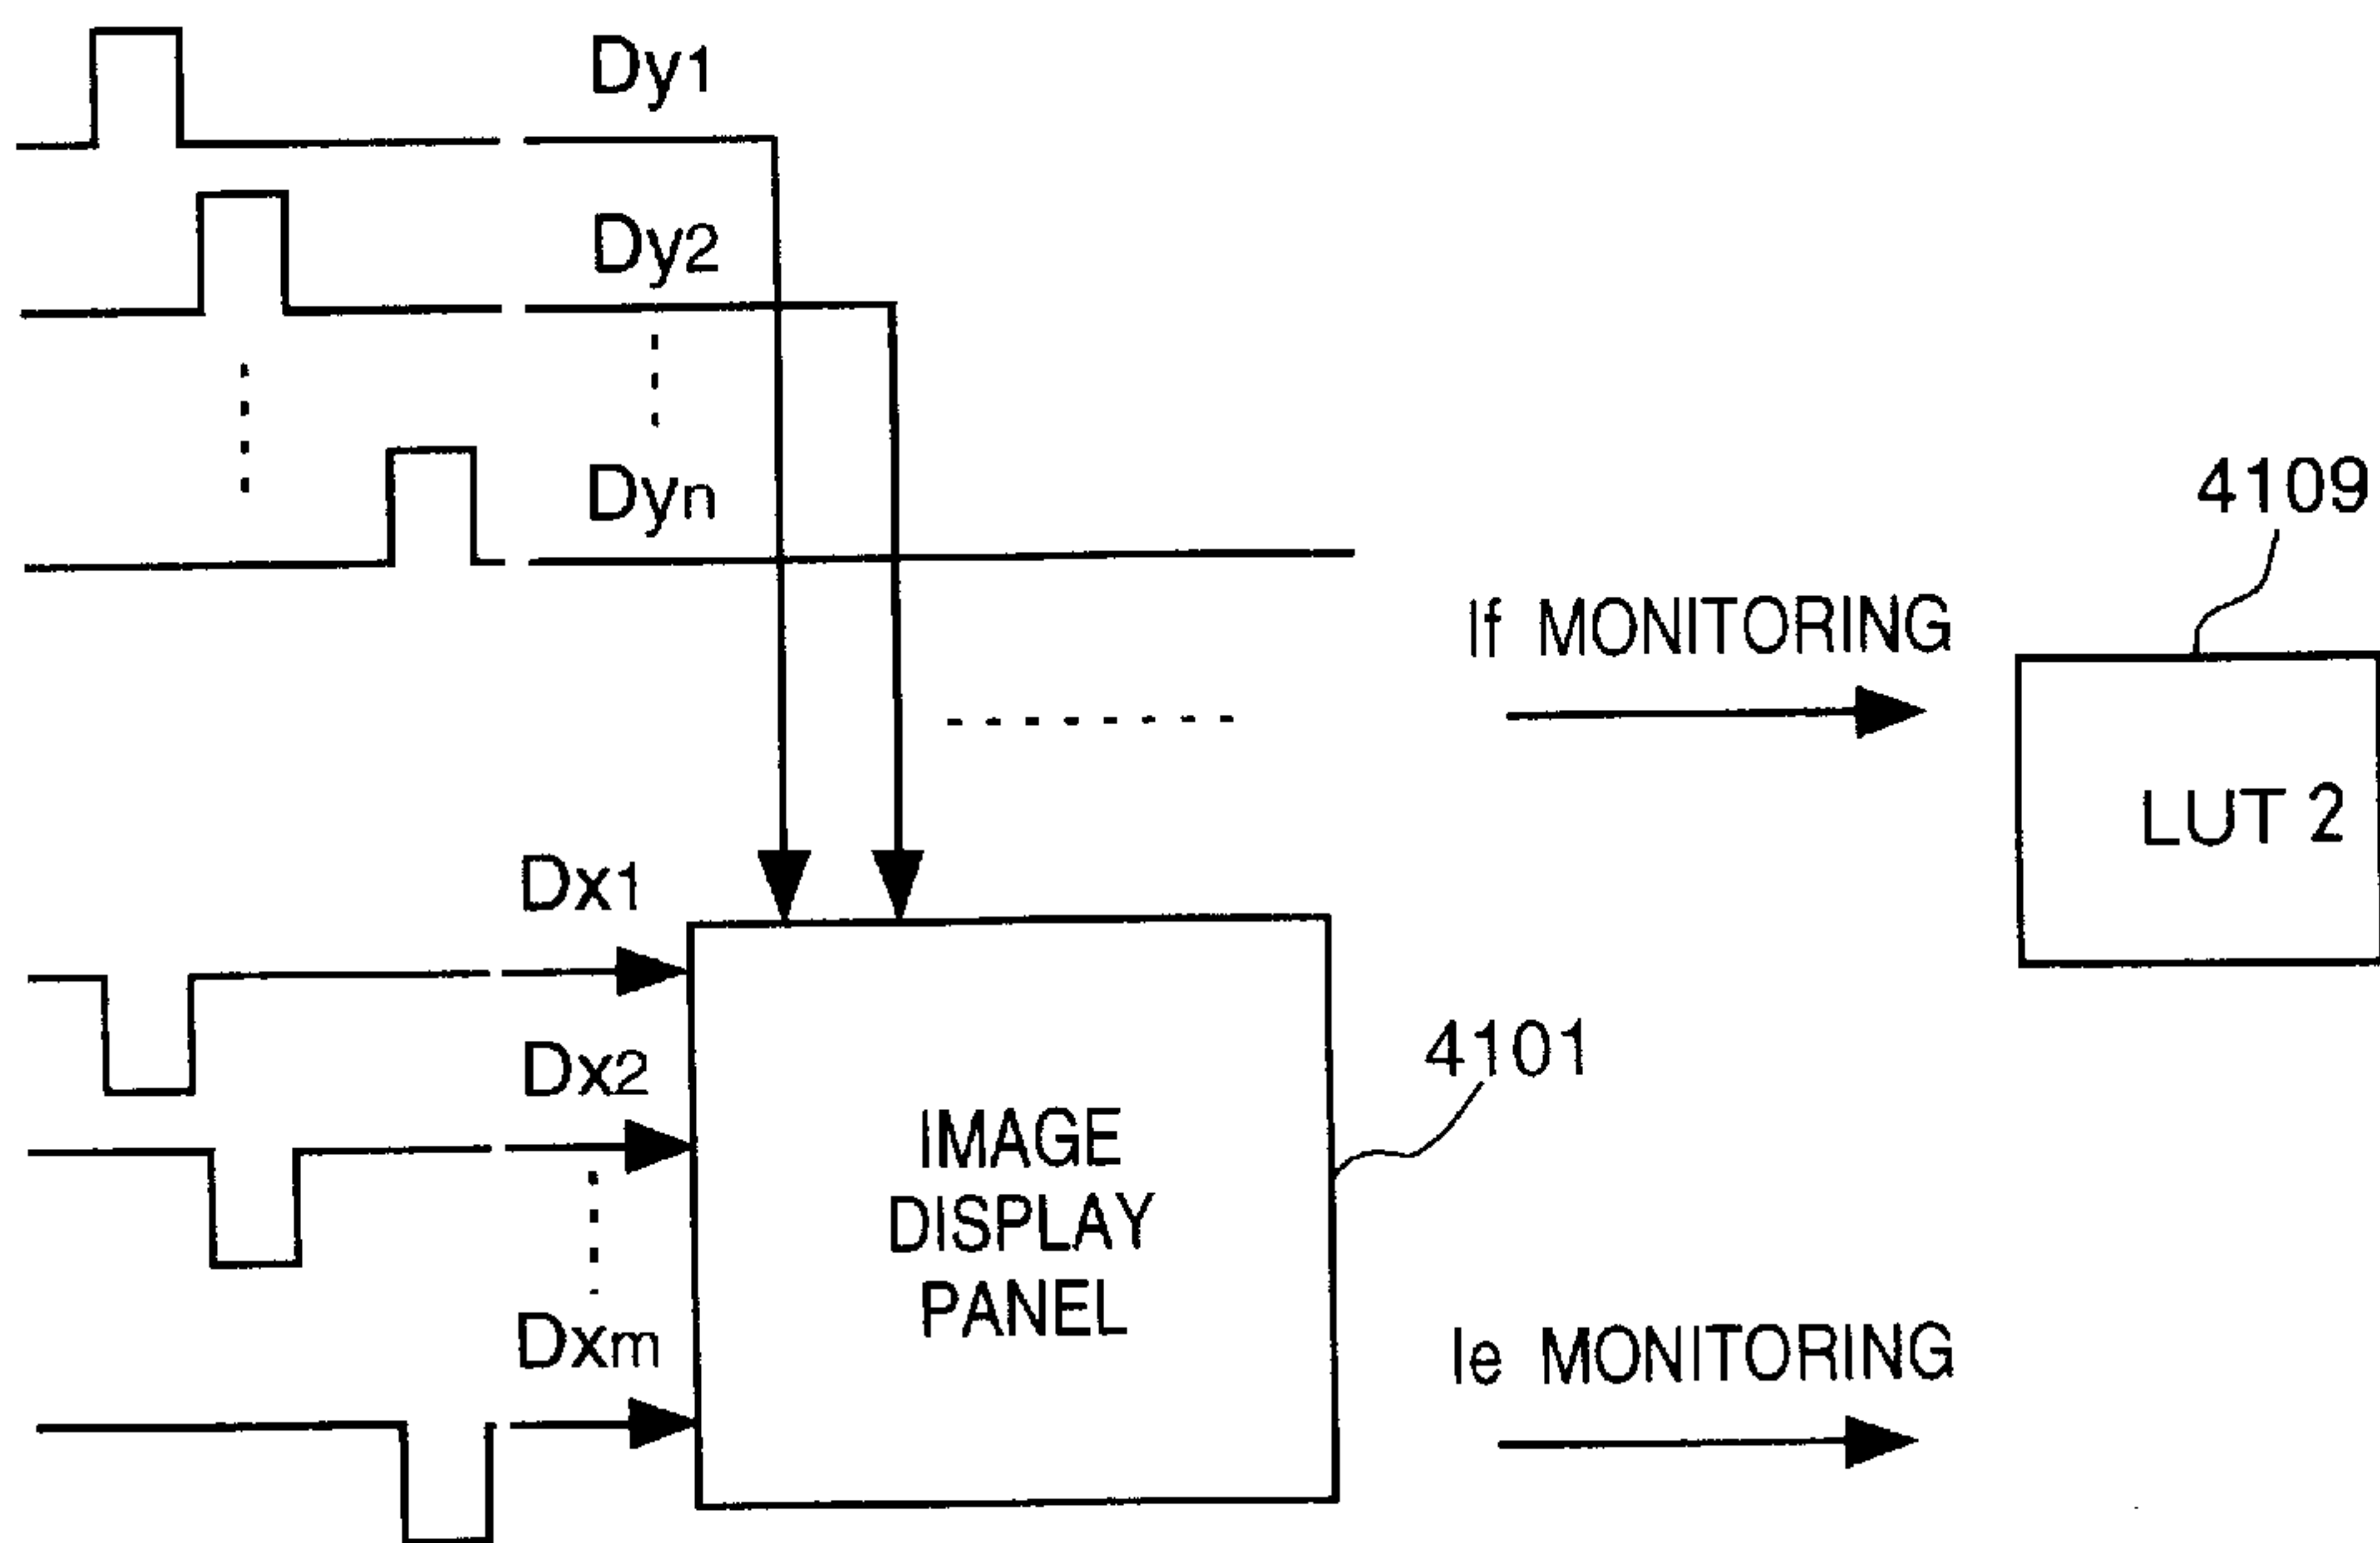 Dy1
Dy2
Dyn
4109
If MONITORING
LUT 2
Dx1
4101
Dx2
IMAGE
DISPLAY
PANEL
Dxm
Ie MONITORING